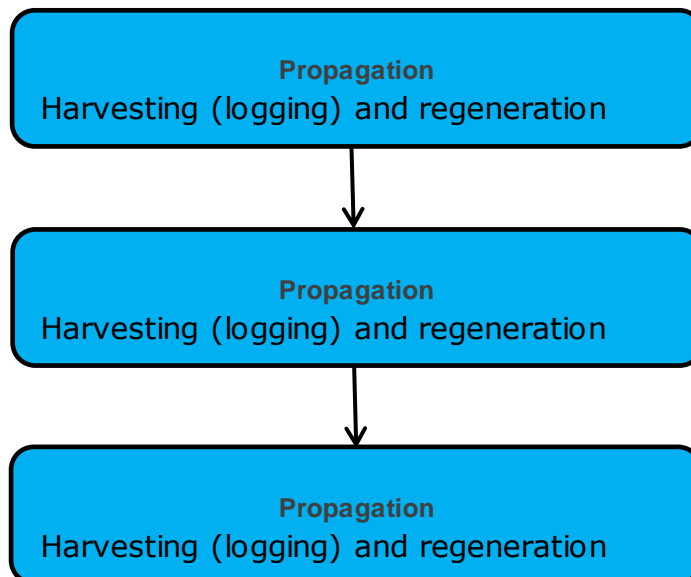 Propagation
Harvesting (logging) and regeneration
Propagation
Harvesting (logging) and regeneration
Propagation
Harvesting (logging) and regeneration